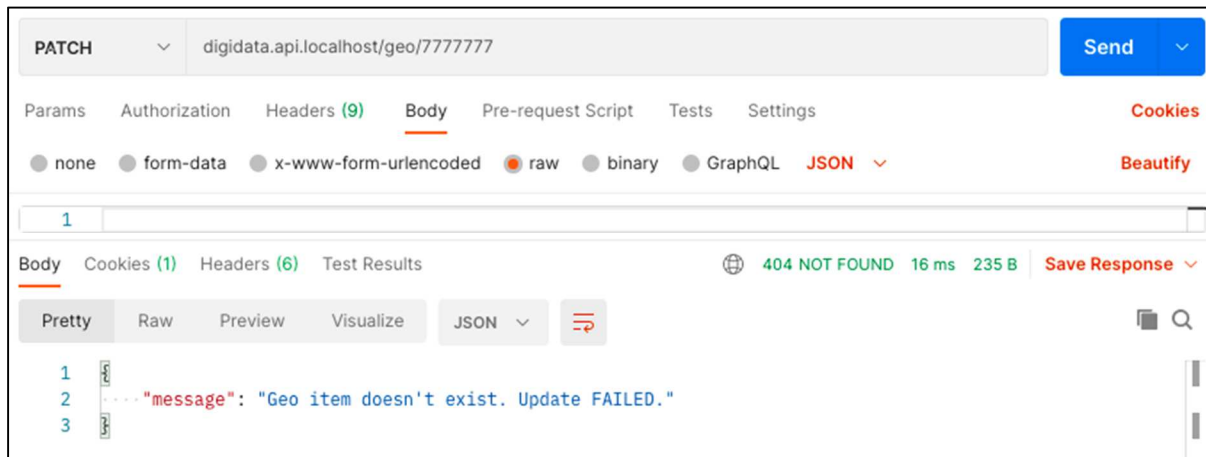 PATCH digidata.api.localhost/geo/7777777 Send
Params Authorization Headers (9) Body Pre-request Script Tests Settings Cookies
none form-data x-www-form-urlencoded raw binary GraphQL JSON Beautify
1
Body Cookies (1) Headers (6) Test Results 404 NOT FOUND 16 ms 235 B Save Response
Pretty Raw Preview Visualize JSON
1 {
2 "message": "Geo item doesn't exist. Update FAILED."
3 }